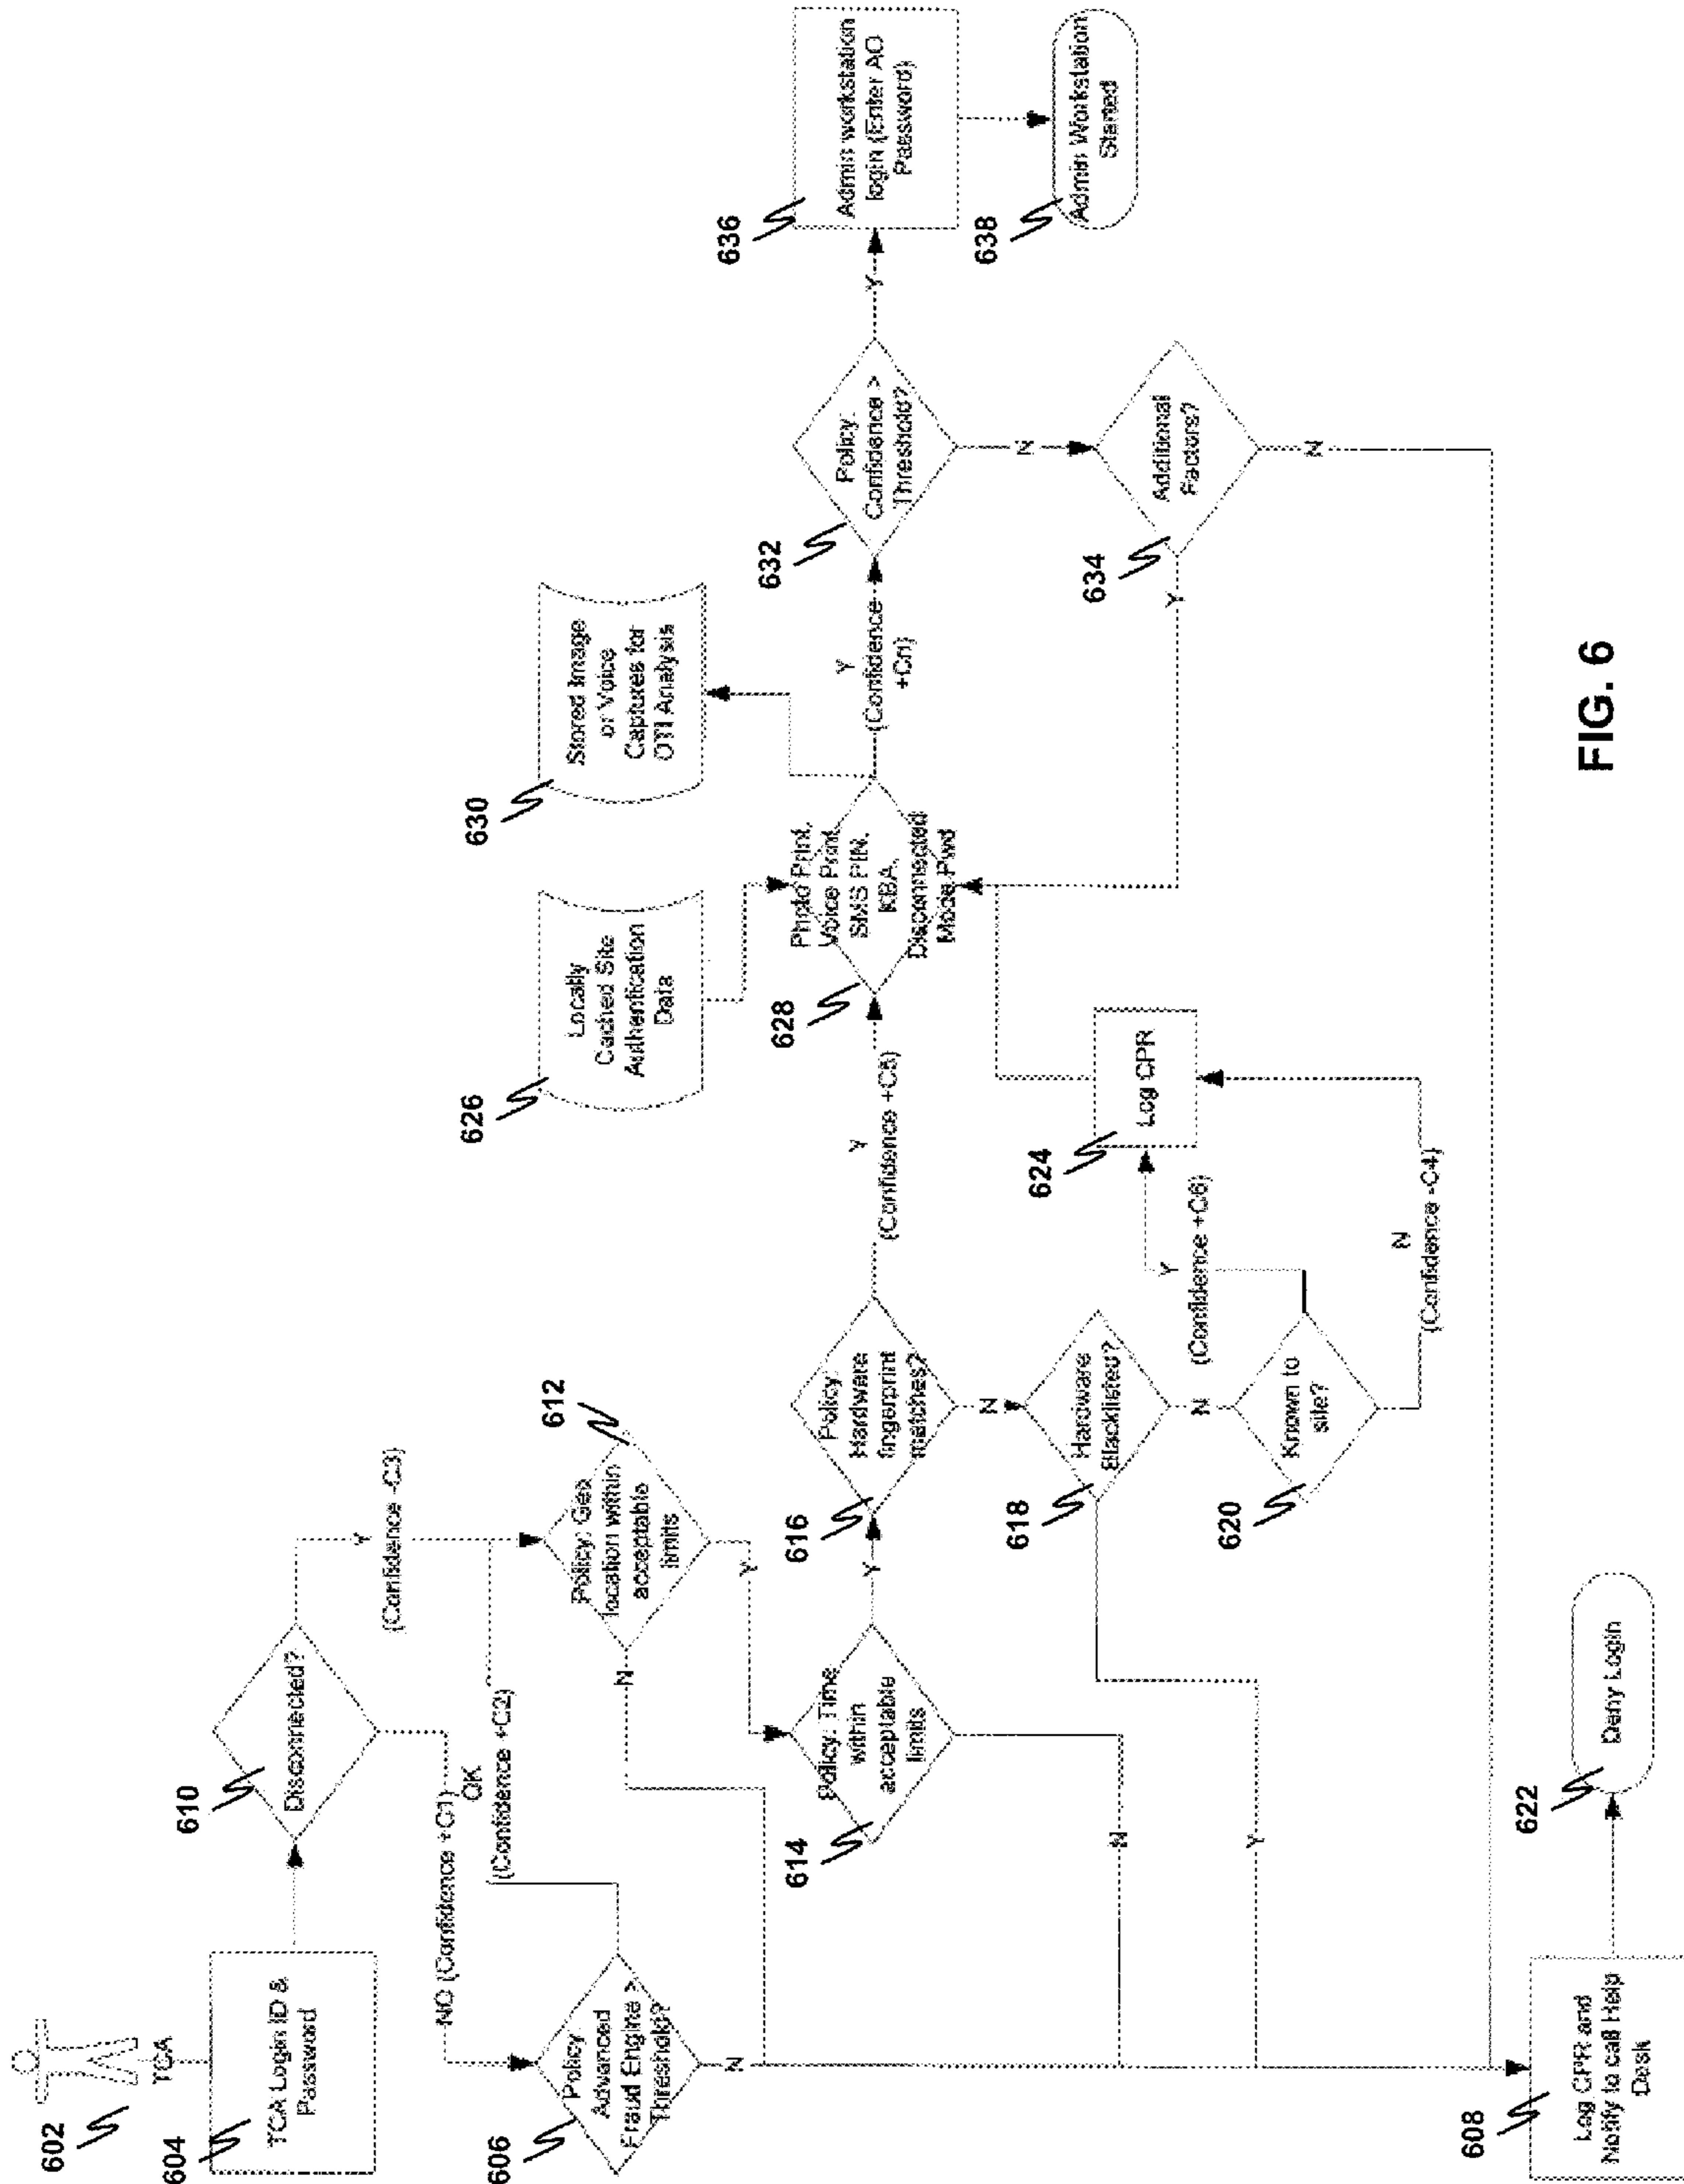 602
TCA
604
TCA Login ID &
Password
610
Disconnected?
Y
(Confidence -C3)
NO (Confidence +C1)
OK
(Confidence +C2)
606
Policy
Advanced
Fraud Engine >
Threshold?
N
612
Policy: Geo
location within
acceptable
limits
N
Y
614
Policy: Time
within
acceptable
limits
N
Y
616
Policy:
Hardware
fingerprint
matches?
Y
(Confidence +C5)
N
618
Hardware
Blacklisted?
Y
N
620
Known to
site?
Y
(Confidence +C6)
N
(Confidence -C4)
624
Log CPR
626
Locally
Cached Site
Authentication
Data
628
Photo Print,
Voice Print,
SMS PIN,
KBA,
Disconnected
Mode Pwd
630
Stored Image
or Voice
Captures for
OTI Analysis
Y
(Confidence
+Cn)
632
Policy:
Confidence >
Threshold?
Y
N
634
Additional
Factors?
Y
N
636
Admin workstation
login (Enter AO
Password)
638
Admin Workstation
Started
608
Log CPR and
Notify to call Help
Desk
622
Deny Login
FIG. 6